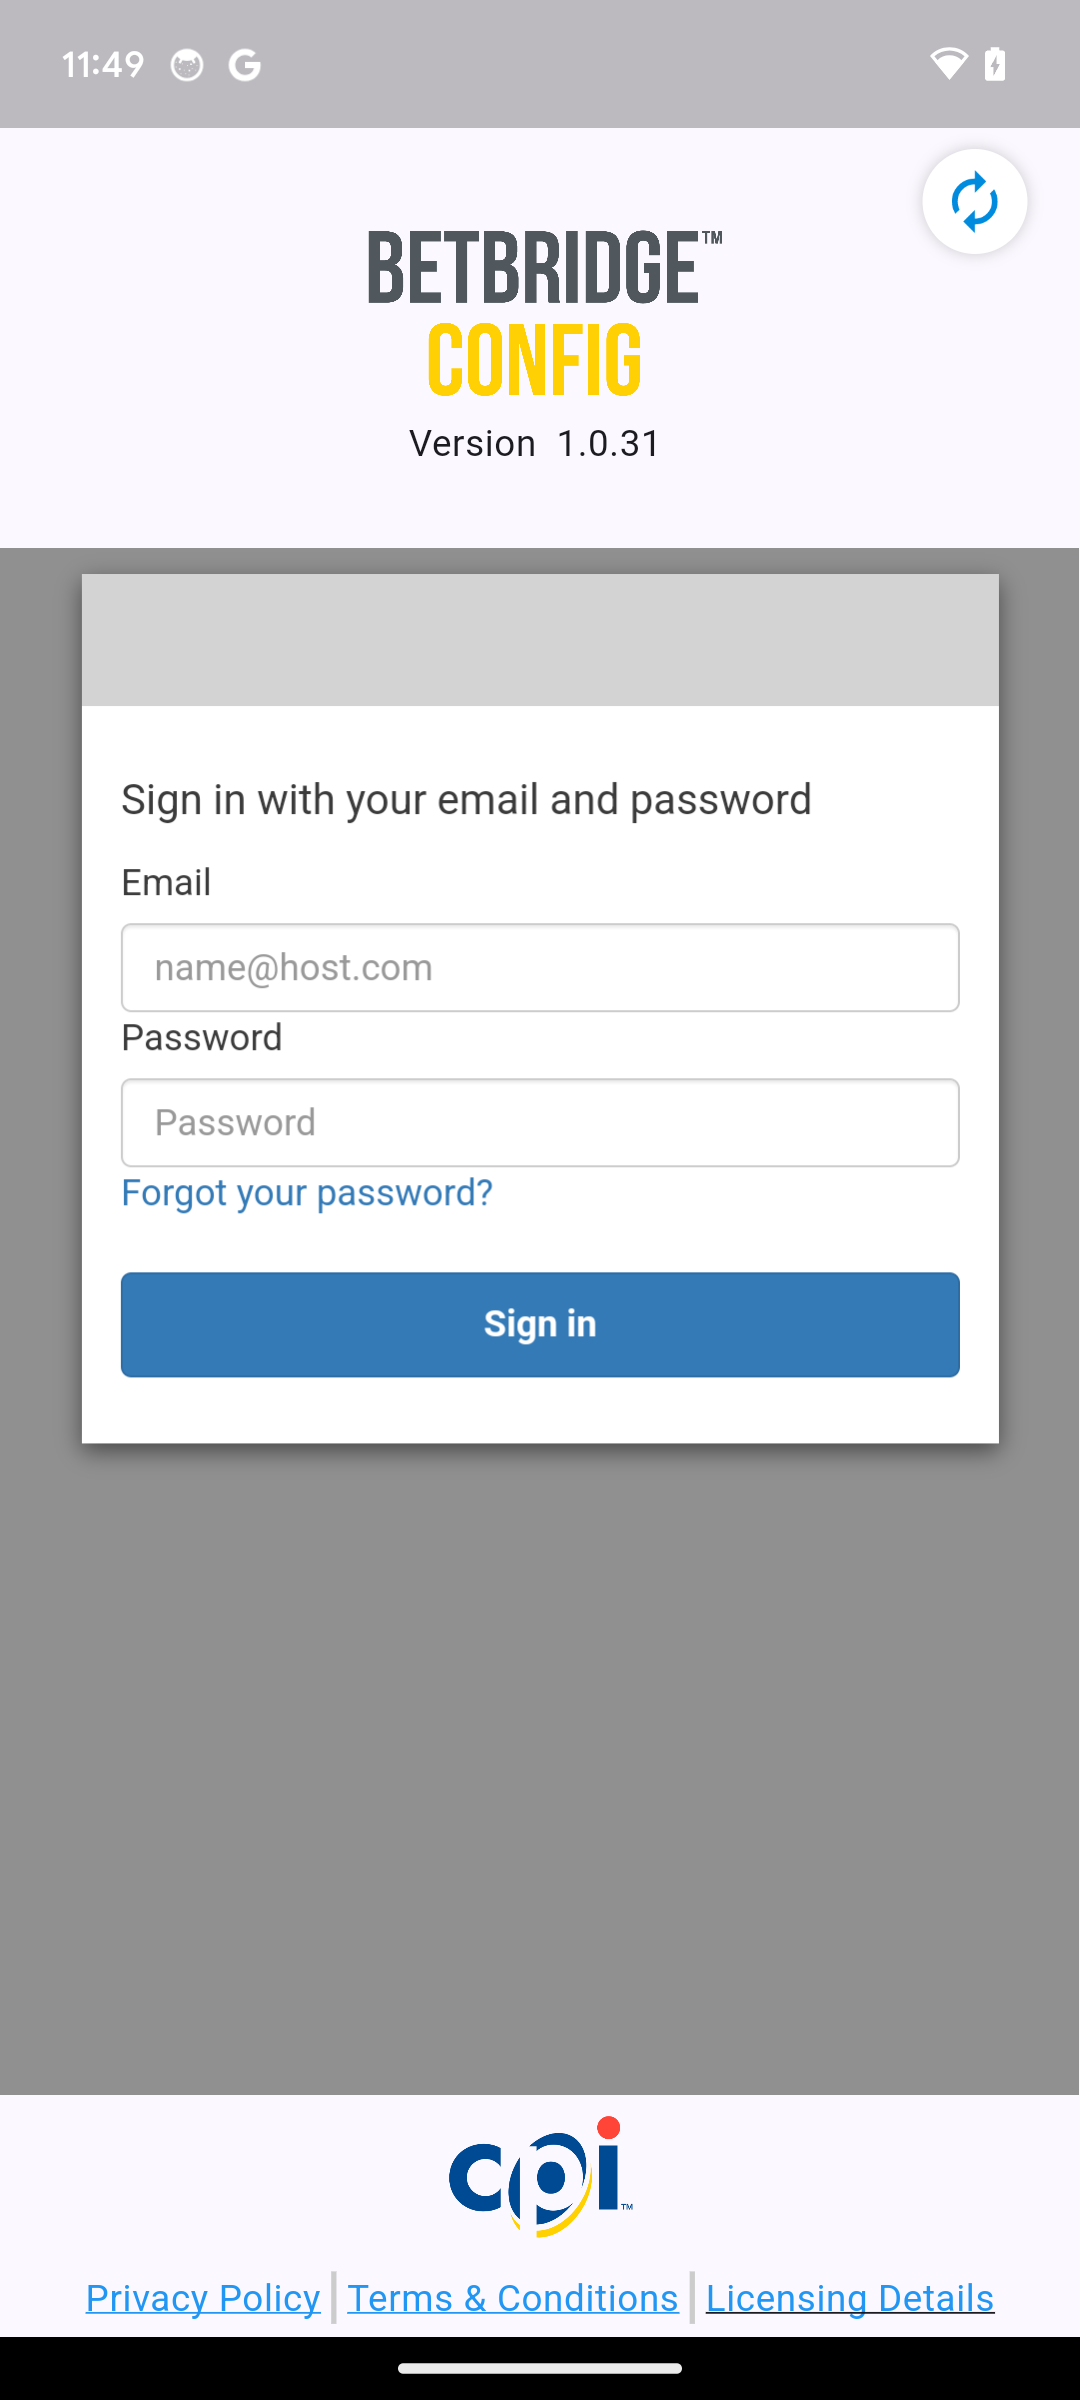 11:49
BETBRIDGE™
CONFIG
Version 1.0.31
Sign in with your email and password
Email
name@host.com
Password
Password
Forgot your password?
Sign in
cpi™
Privacy Policy | Terms & Conditions | Licensing Details